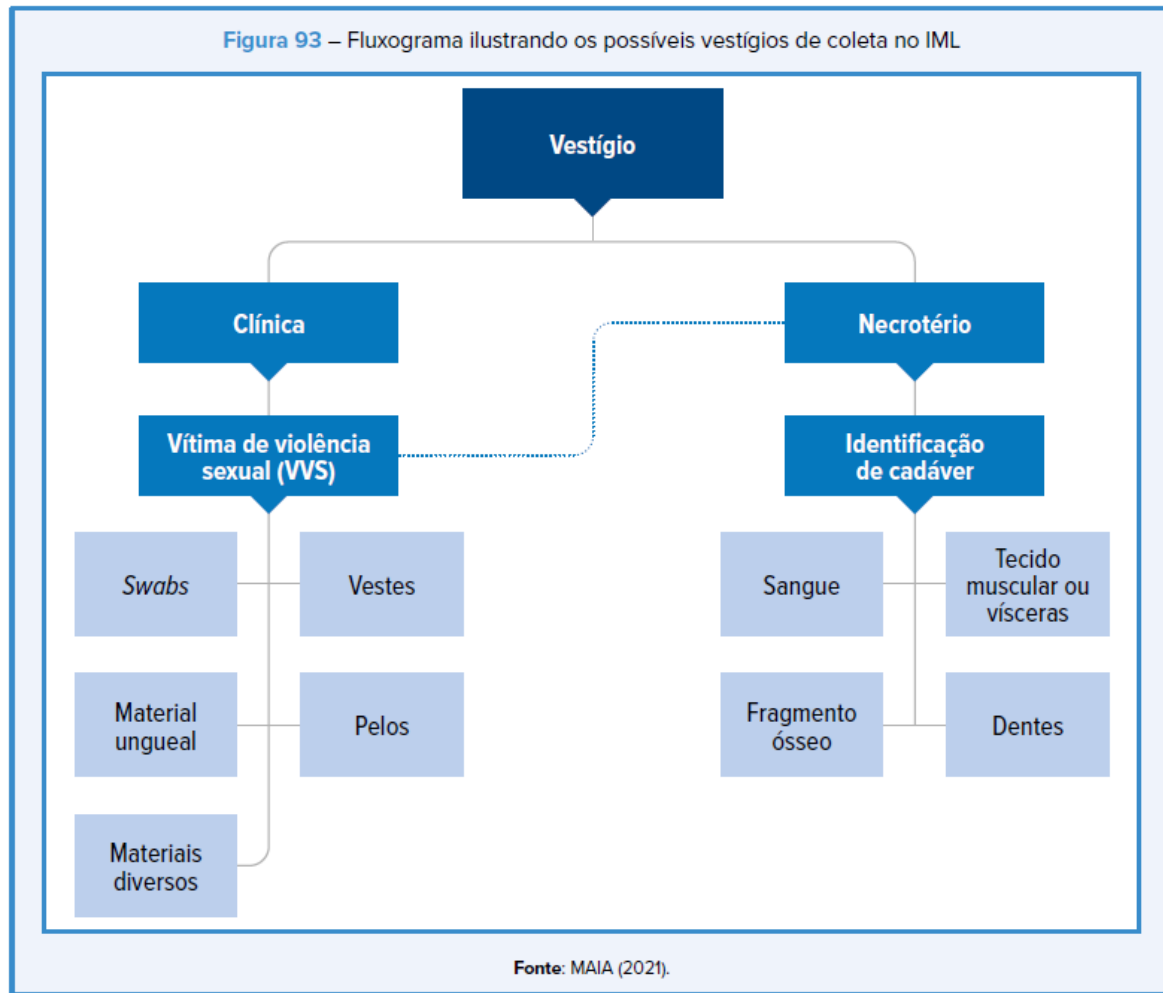 Figura 93 – Fluxograma ilustrando os possíveis vestígios de coleta no IML
Vestígio
Clínica
Necrotério
Vítima de violência
sexual (VVS)
Identificação
de cadáver
Swabs
Vestes
Sangue
Tecido
muscular ou
vísceras
Material
ungueal
Pelos
Fragmento
ósseo
Dentes
Materiais
diversos
Fonte: MAIA (2021).